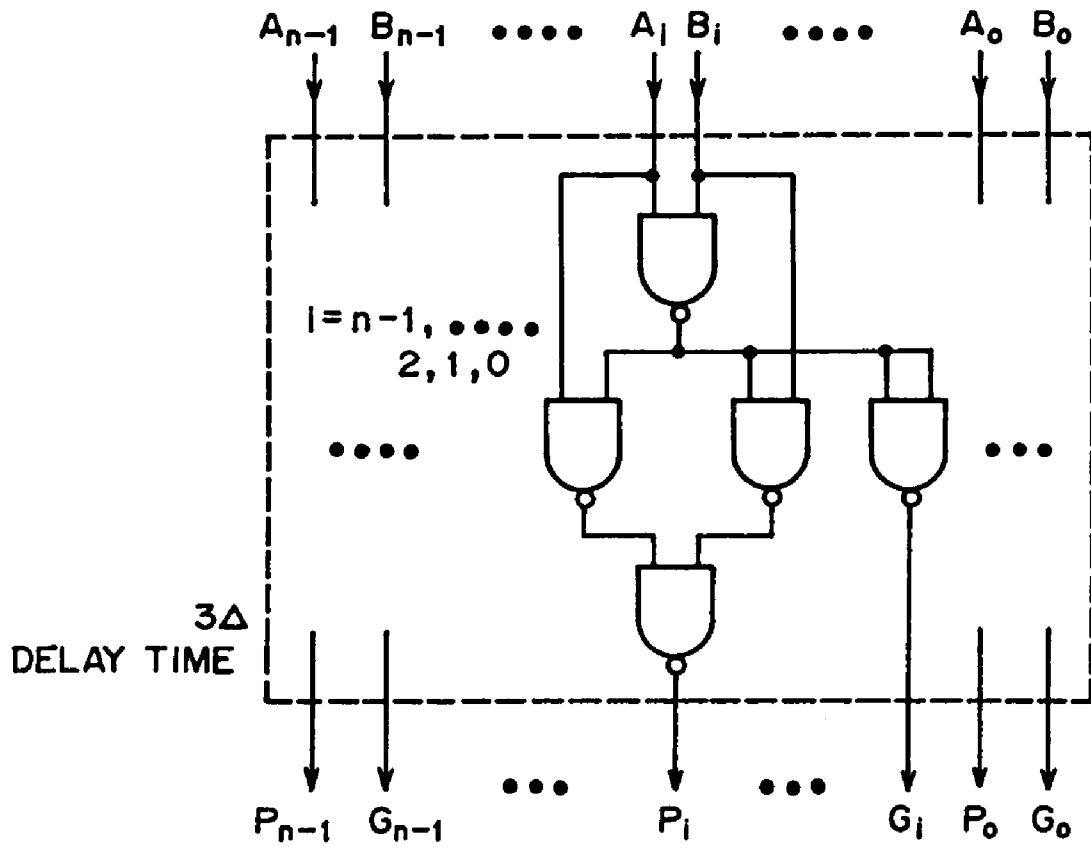 Aₙ₋₁ Bₙ₋₁ •••• Aᵢ Bᵢ •••• A₀ B₀
i = n-1, ••••
2,1,0
•••• •••
3Δ
DELAY TIME
••• •••
Pₙ₋₁ Gₙ₋₁ Pᵢ Gᵢ P₀ G₀